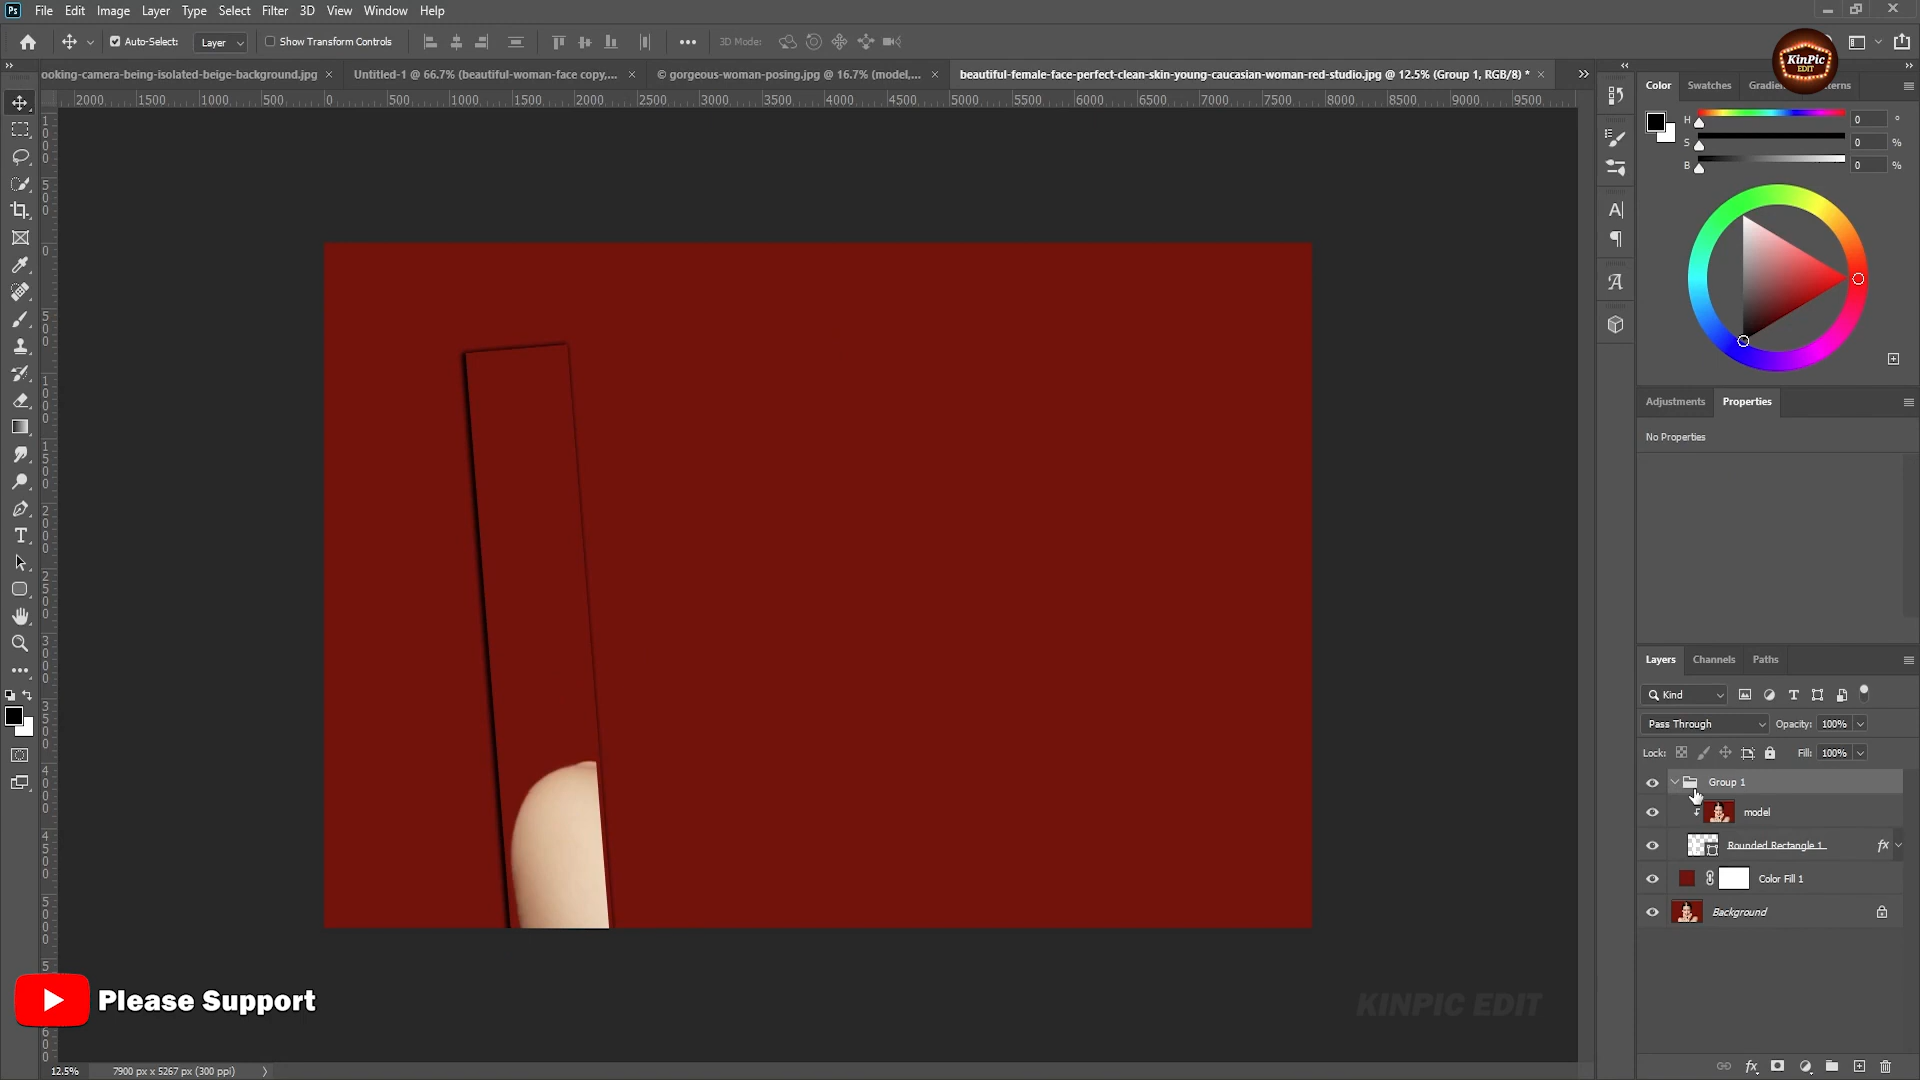 Ps File Edit Image Layer Type Select Filter 3D View Window Help
Auto-Select: Layer Show Transform Controls 3D Mode:
KinPic
EDIT
ooking-camera-being-isolated-beige-background.jpg × Untitled-1 @ 66.7% (beautiful-woman-face copy,... × © gorgeous-woman-posing.jpg @ 16.7% (model,... × beautiful-female-face-perfect-clean-skin-young-caucasian-woman-red-studio.jpg @ 12.5% (Group 1, RGB/8) * ×
2000 1500 1000 500 0 500 1000 1500 2000 2500 3000 3500 4000 4500 5000 5500 6000 6500 7000 7500 8000 8500 9000 9500
Color Swatches
H 0 °
S 0 %
B 0 %
Adjustments Properties
No Properties
Layers Channels Paths
Kind
Pass Through Opacity: 100%
Lock: Fill: 100%
Group 1
model
Rounded Rectangle 1 fx
Color Fill 1
Background
Please Support
KINPIC EDIT
12.5% 7900 px x 5267 px (300 ppi)